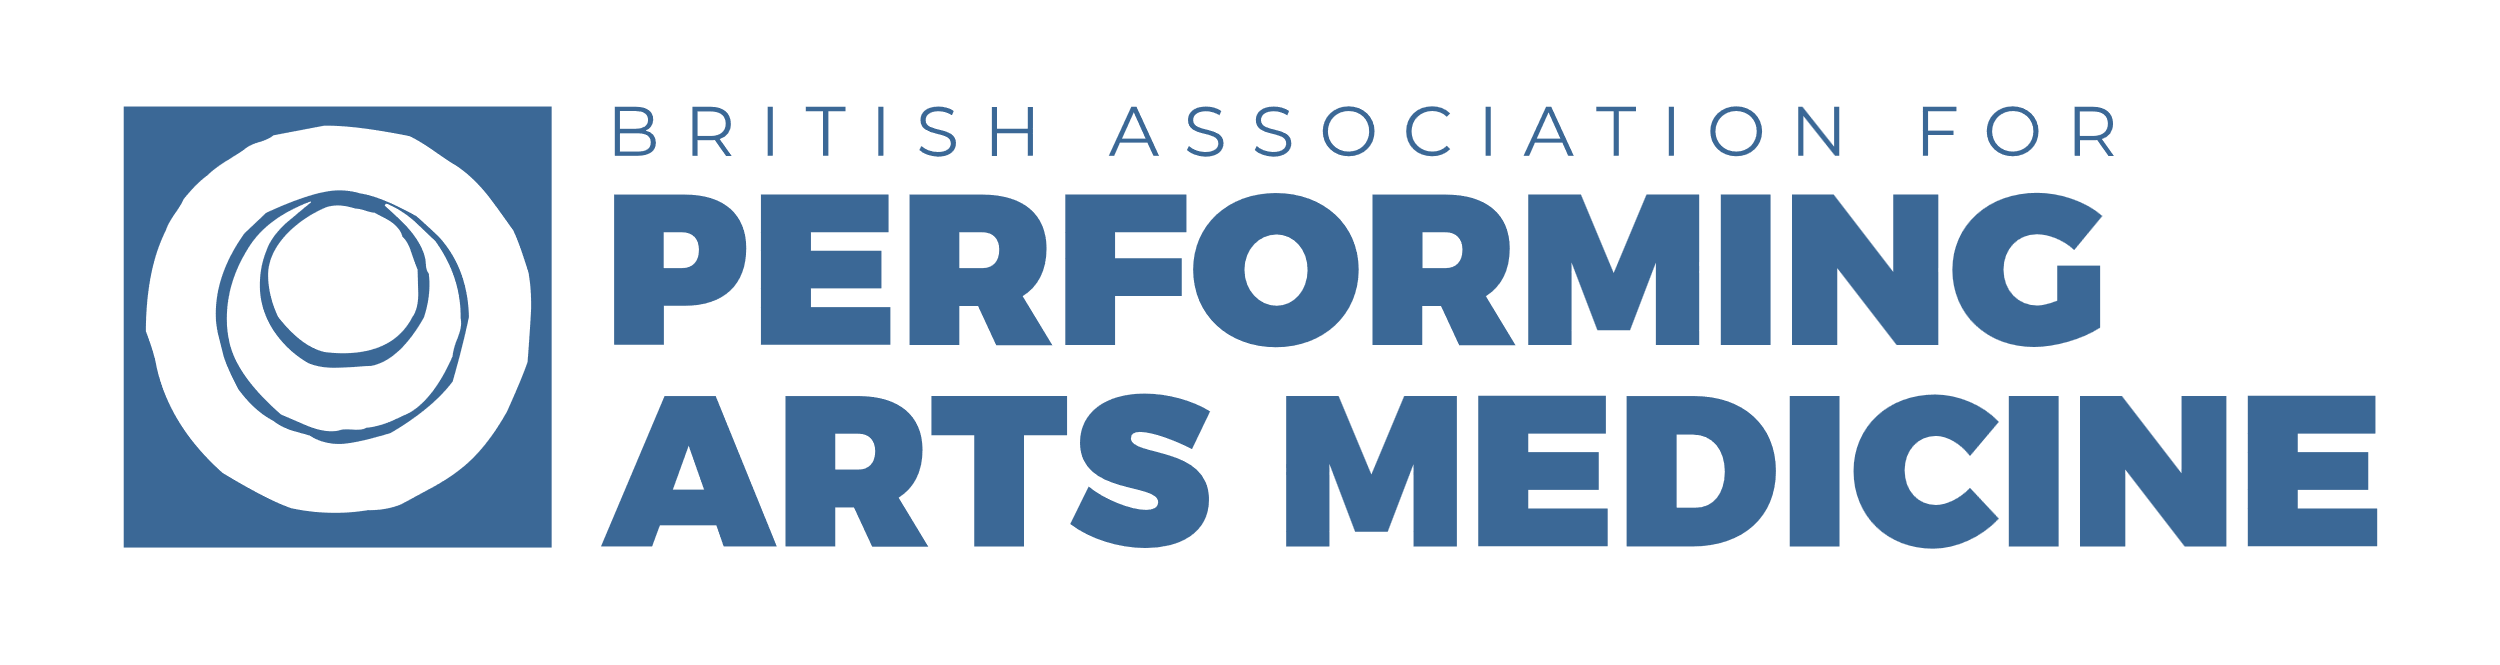 BRITISH ASSOCIATION FOR
PERFORMING
ARTS MEDICINE